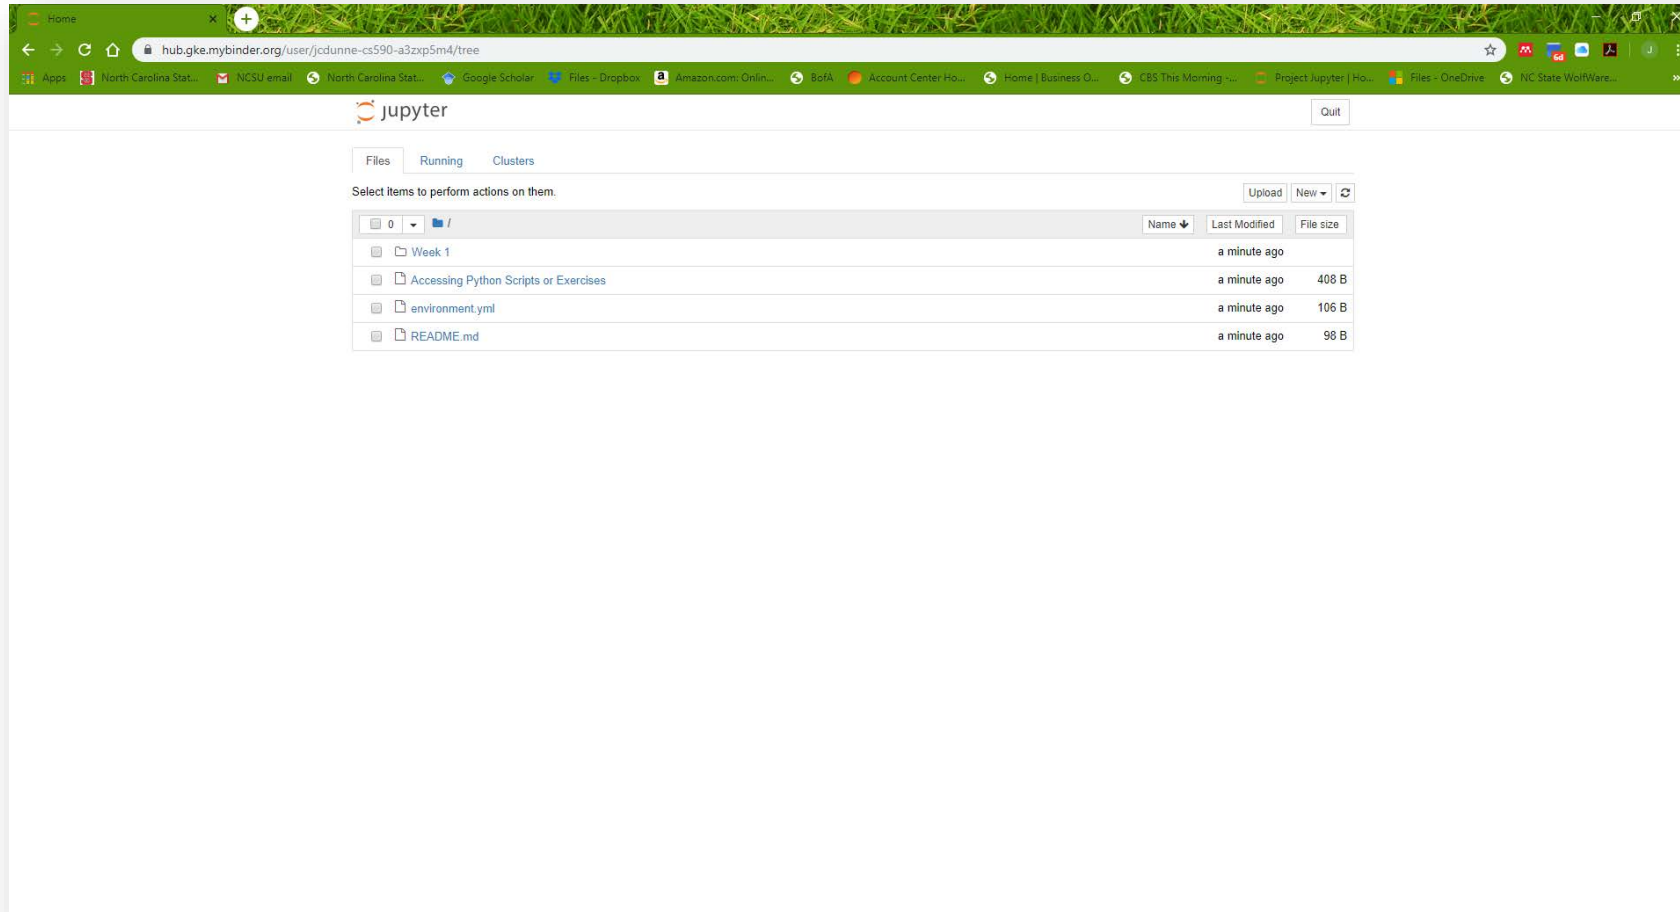 Home
hub.gke.mybinder.org/user/jcdunne-cs590-a3zxp5m4/tree
6d
J
Apps North Carolina Stat... NCSU email North Carolina Stat... Google Scholar Files - Dropbox Amazon.com: Onlin... BofA Account Center Ho... Home | Business O... CBS This Morning -... Project Jupyter | Ho... Files - OneDrive NC State WolfWare... »
jupyter Quit
Files Running Clusters
Select items to perform actions on them. Upload New
0 / Name Last Modified File size
Week 1 a minute ago
Accessing Python Scripts or Exercises a minute ago 408 B
environment.yml a minute ago 106 B
README.md a minute ago 98 B